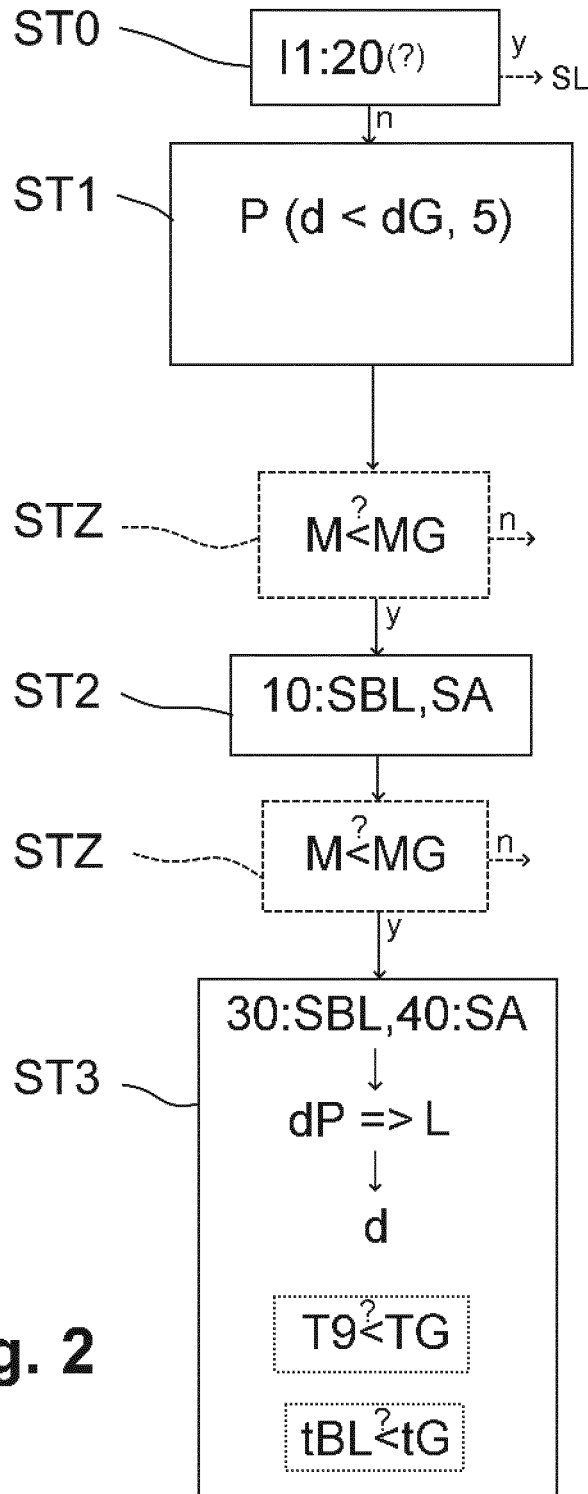 ST0
I1:20(?)
y
SL
n
ST1
P (d < dG, 5)
STZ
M<?MG
n
y
ST2
10:SBL,SA
STZ
M<?MG
n
y
30:SBL,40:SA
ST3
dP => L
d
T9<?TG
g. 2
tBL<?tG